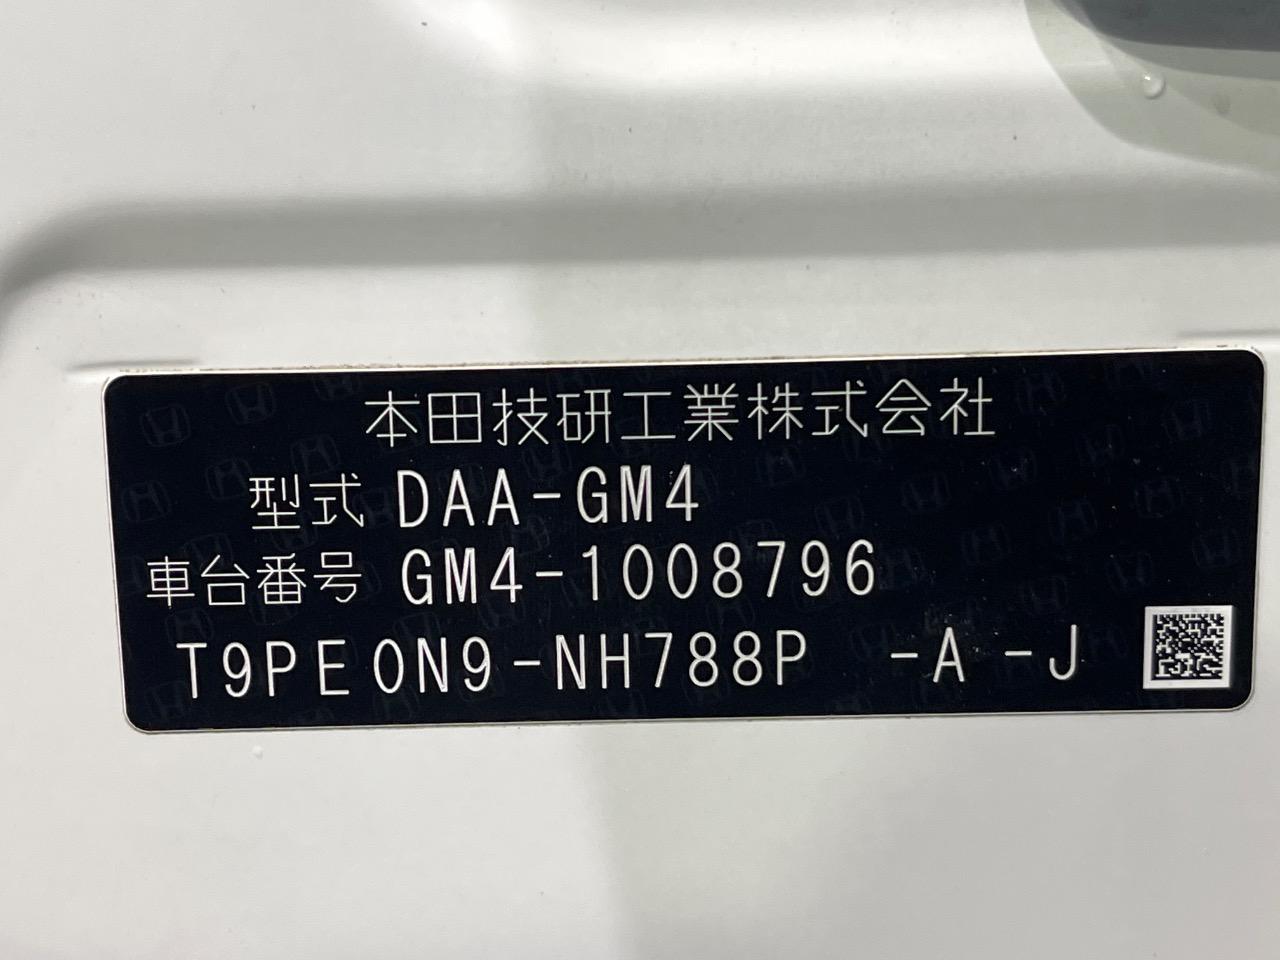 本田技研工業株式会社
型式 DAA-GM4
車台番号 GM4-1008796
T9PE0N9-NH788P -A -J